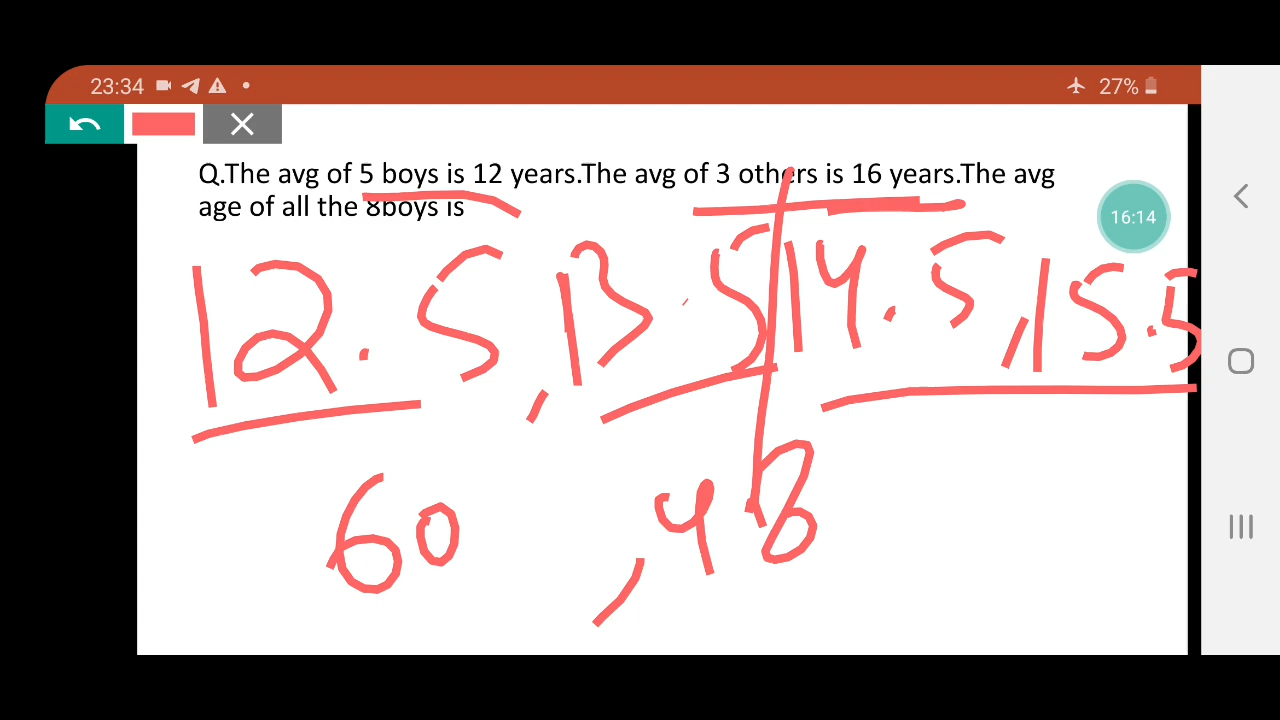 23:34
27%
Q.The avg of 5 boys is 12 years.The avg of 3 others is 16 years.The avg
age of all the 8boys is
16:14
12.5,13.5 14.5,15.5
60,48